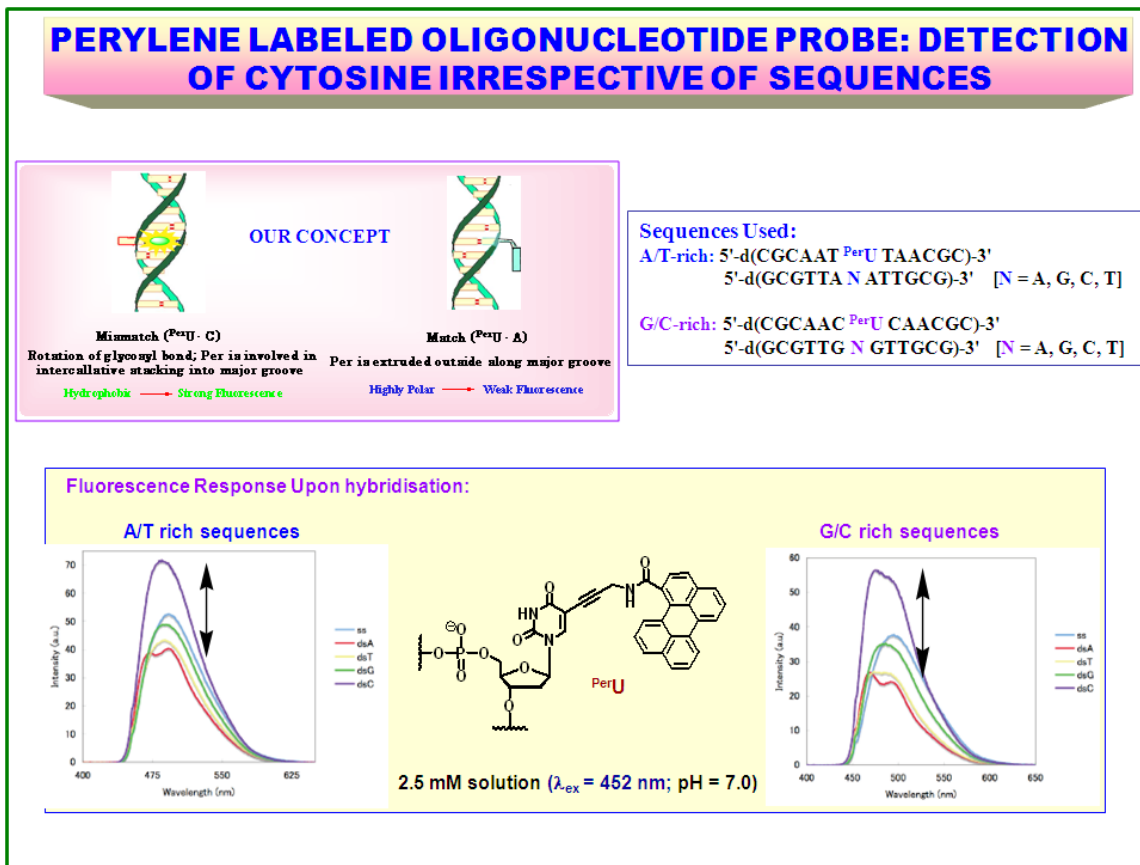 PERYLENE LABELED OLIGONUCLEOTIDE PROBE: DETECTION
OF CYTOSINE IRRESPECTIVE OF SEQUENCES
OUR CONCEPT
Mismatch (PerU · C)
Rotation of glycosyl bond; Per is involved in
intercallative stacking into major groove
Hydrophobic → Strong Fluorescence
Match (PerU · A)
Per is extruded outside along major groove
Highly Polar → Weak Fluorescence
Sequences Used:
A/T-rich: 5'-d(CGCAAT PerU TAACGC)-3'
5'-d(GCGTTA N ATTGCG)-3' [N = A, G, C, T]
G/C-rich: 5'-d(CGCAAC PerU CAACGC)-3'
5'-d(GCGTTG N GTTGCG)-3' [N = A, G, C, T]
Fluorescence Response Upon hybridisation:
A/T rich sequences
Intensity (a.u.)
70
60
50
40
30
20
10
0
400 475 550 625
Wavelength (nm)
ss
dsA
dsT
dsG
dsC
O
HN
O
N
O
N
H
⊖O
O
P
O
O
O
O
PerU
2.5 mM solution (λex = 452 nm; pH = 7.0)
G/C rich sequences
Intensity (a.u)
60
50
40
30
20
10
0
400 450 500 550 600 650
Wavelength (nm)
ss
dsA
dsT
dsG
dsC